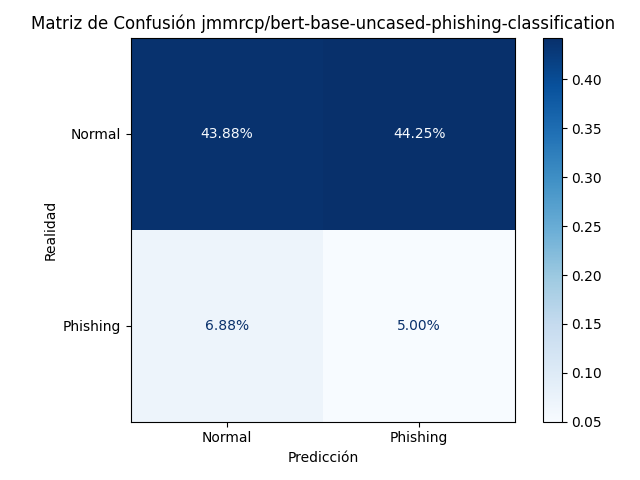 Matriz de Confusión jmmrcp/bert-base-uncased-phishing-classification
Normal
43.88%
44.25%
Phishing
6.88%
5.00%
Normal
Phishing
Predicción
Realidad
0.40
0.35
0.30
0.25
0.20
0.15
0.10
0.05